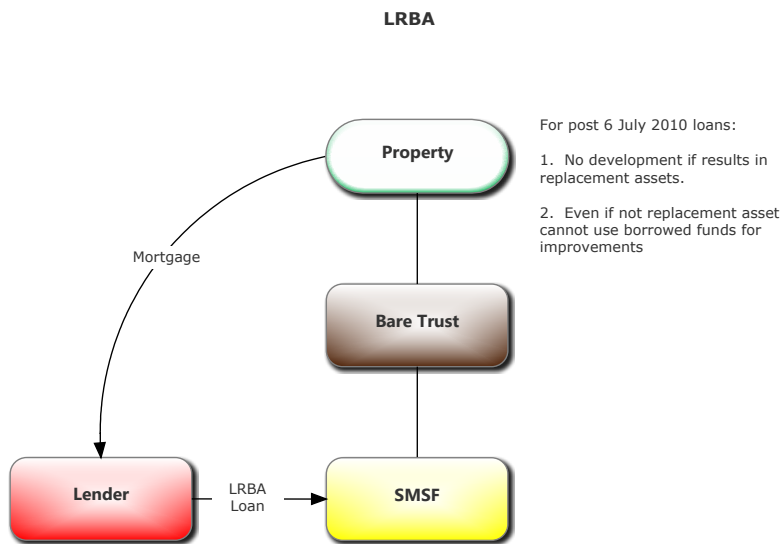 LRBA
Property
For post 6 July 2010 loans:
1. No development if results in
replacement assets.
2. Even if not replacement asset
cannot use borrowed funds for
improvements
Mortgage
Bare Trust
Lender
LRBA
Loan
SMSF